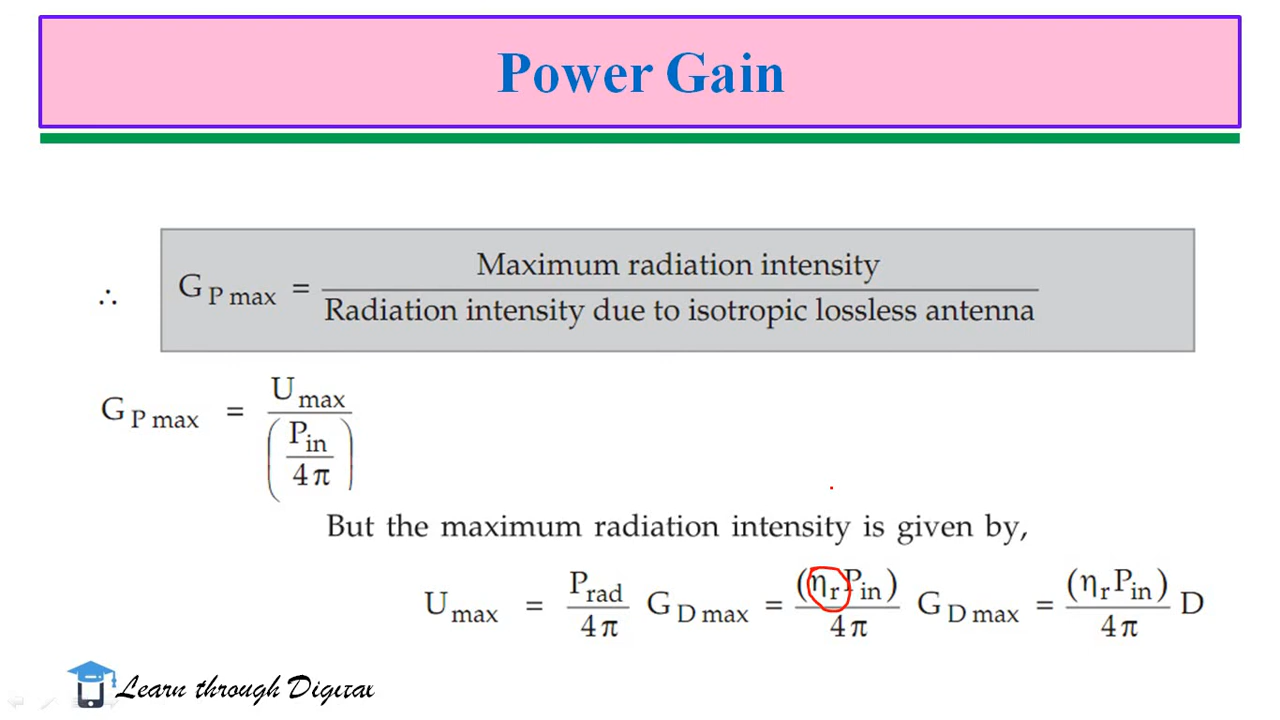 Power Gain
∴ G P max = Maximum radiation intensity / Radiation intensity due to isotropic lossless antenna
G P max = U max / (P in / 4π)
But the maximum radiation intensity is given by,
U max = P rad / 4π G D max = (η r P in) / 4π G D max = (η r P in) / 4π D
Learn through Digital